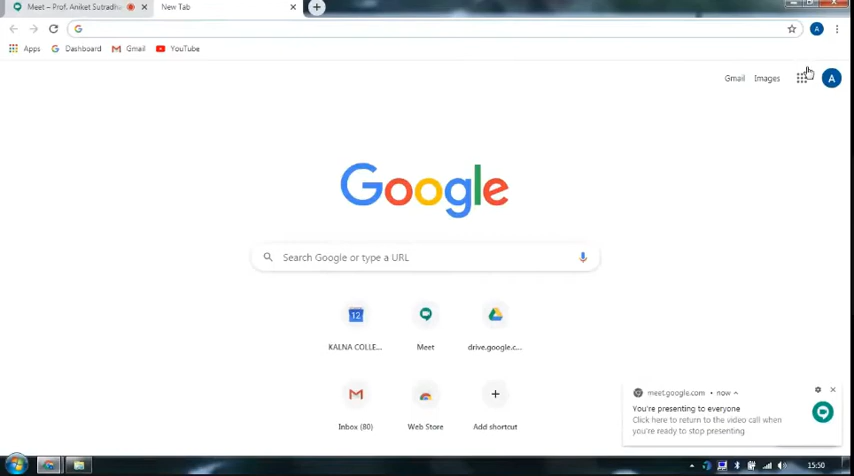 Meet – Prof. Aniket Sutradha
New Tab
Apps
Dashboard
Gmail
YouTube
Gmail
Images
A
A
Google
Search Google or type a URL
12
KALNA COLLE...
Meet
drive.google.c...
Inbox (80)
Web Store
Add shortcut
meet.google.com • now
You're presenting to everyone
Click here to return to the video call when
you're ready to stop presenting.
15:50